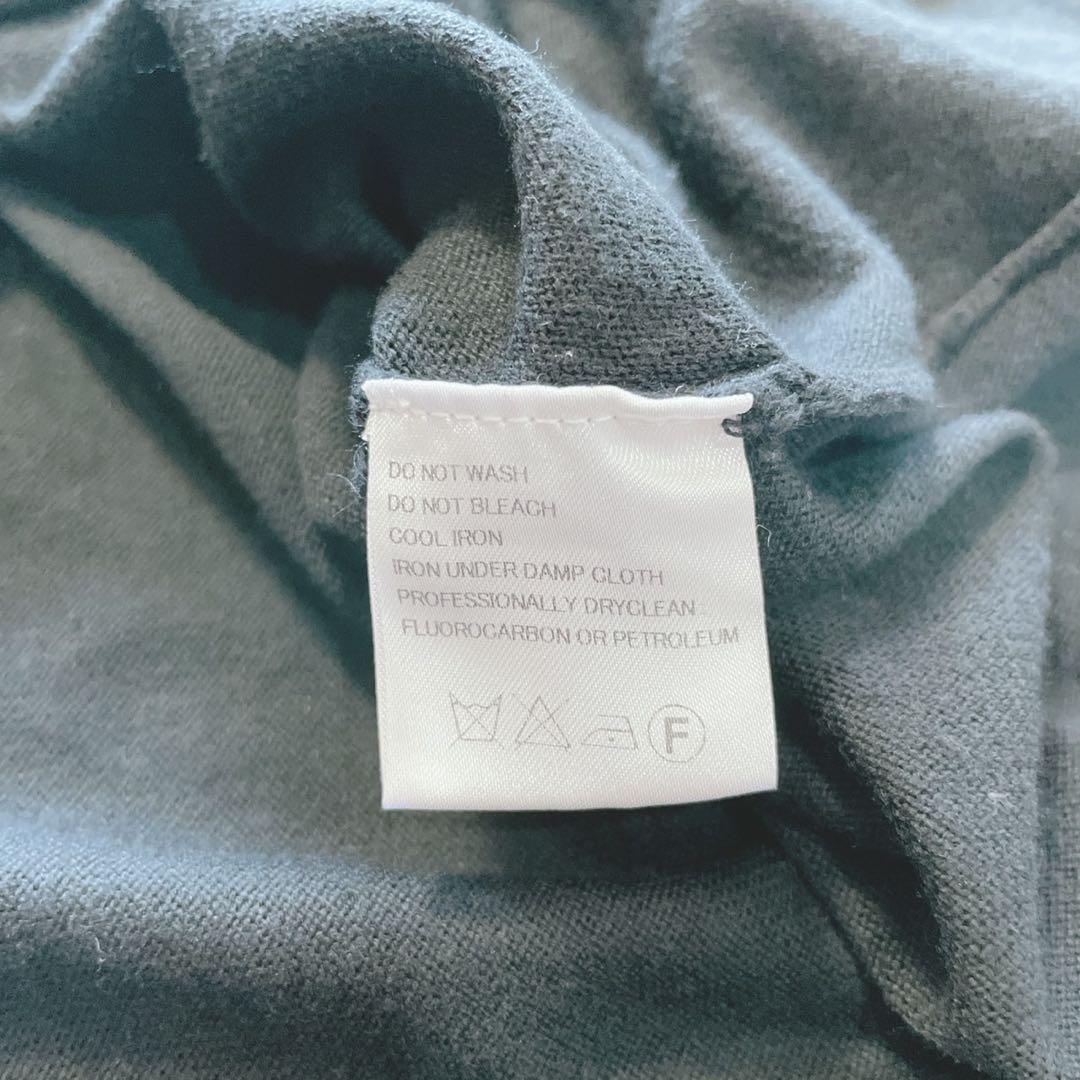 DO NOT WASH
DO NOT BLEACH
COOL IRON
IRON UNDER DAMP CLOTH
PROFESSIONALLY DRYCLEAN:
FLUOROCARBON OR PETROLEUM
F